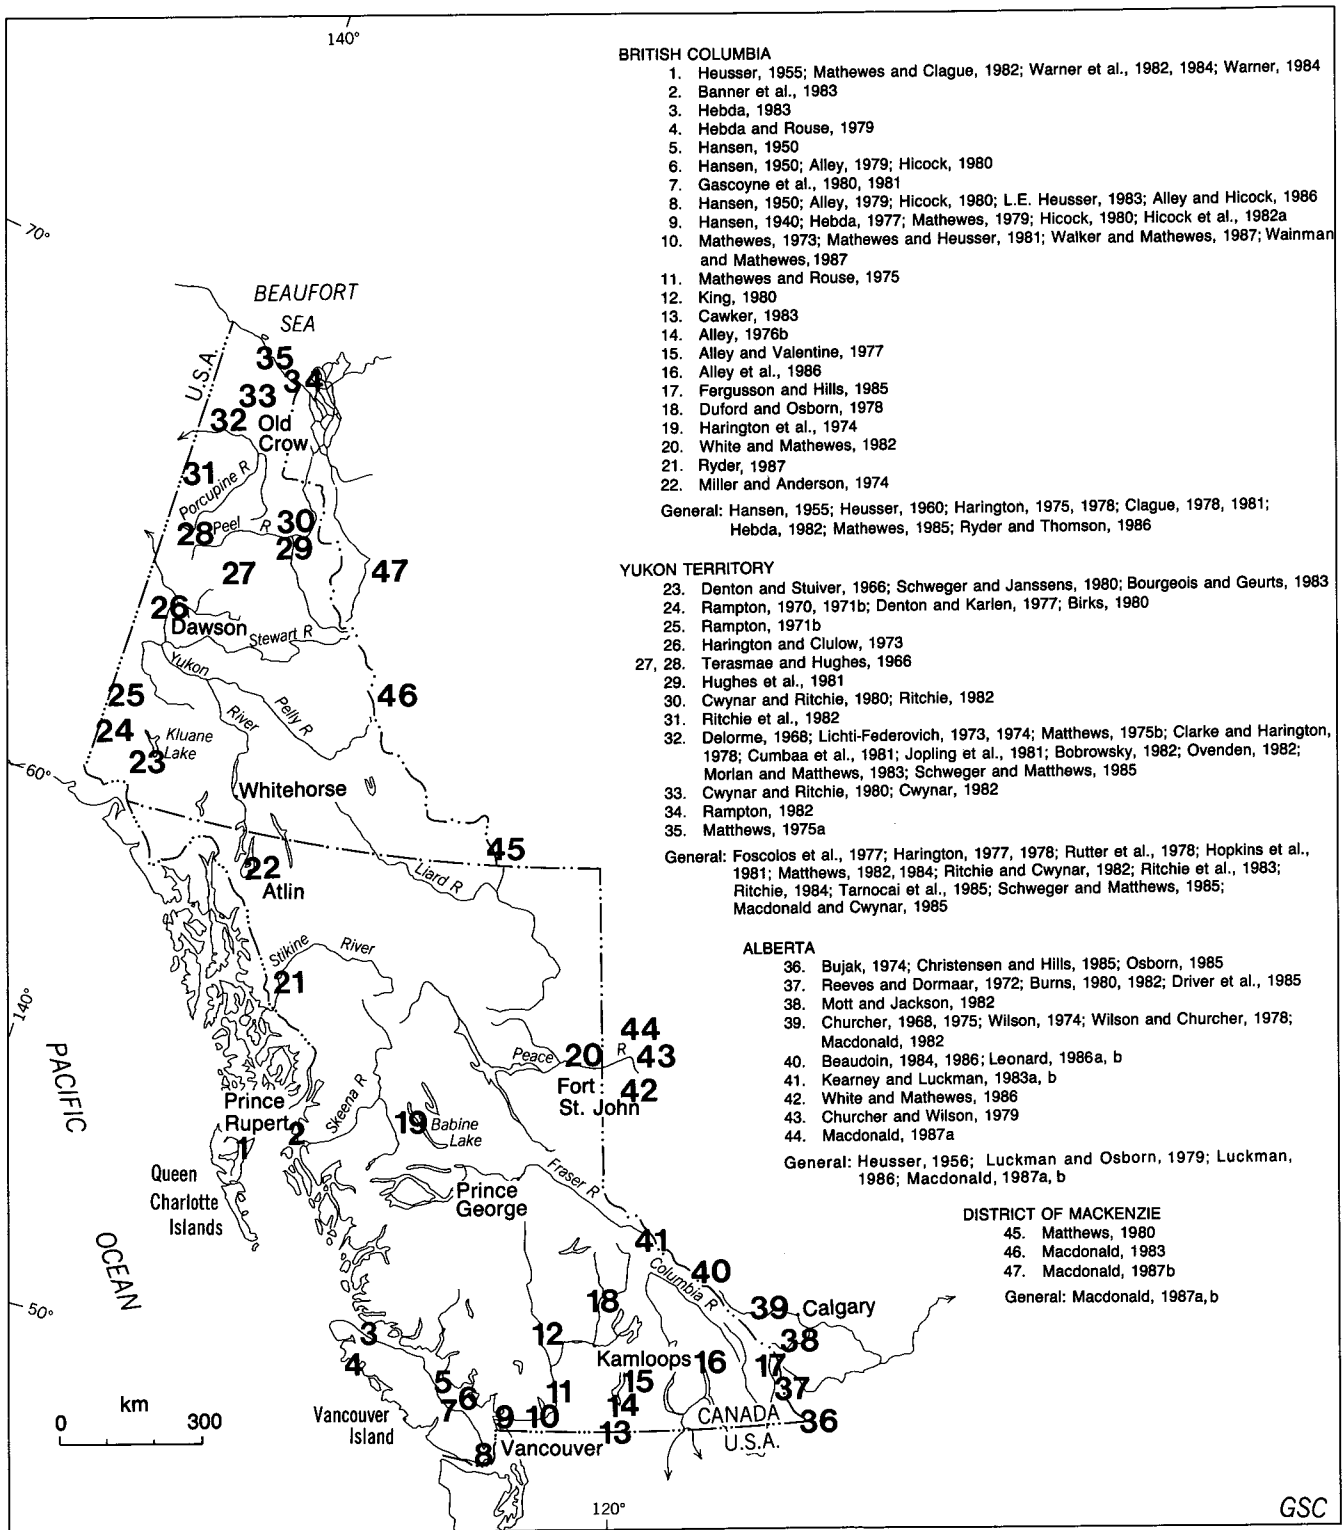 140°
BRITISH COLUMBIA
1. Heusser, 1955; Mathewes and Clague, 1982; Warner et al., 1982, 1984; Warner, 1984
2. Banner et al., 1983
3. Hebda, 1983
4. Hebda and Rouse, 1979
5. Hansen, 1950
6. Hansen, 1950; Alley, 1979; Hicock, 1980
7. Gascoyne et al., 1980, 1981
8. Hansen, 1950; Alley, 1979; Hicock, 1980; L.E. Heusser, 1983; Alley and Hicock, 1986
9. Hansen, 1940; Hebda, 1977; Mathewes, 1979; Hicock, 1980; Hicock et al., 1982a
10. Mathewes, 1973; Mathewes and Heusser, 1981; Walker and Mathewes, 1987; Wainman
and Mathewes, 1987
11. Mathewes and Rouse, 1975
12. King, 1980
13. Cawker, 1983
14. Alley, 1976b
15. Alley and Valentine, 1977
16. Alley et al., 1986
17. Fergusson and Hills, 1985
18. Duford and Osborn, 1978
19. Harington et al., 1974
20. White and Mathewes, 1982
21. Ryder, 1987
22. Miller and Anderson, 1974
General: Hansen, 1955; Heusser, 1960; Harington, 1975, 1978; Clague, 1978, 1981;
Hebda, 1982; Mathewes, 1985; Ryder and Thomson, 1986
YUKON TERRITORY
23. Denton and Stuiver, 1966; Schweger and Janssens, 1980; Bourgeois and Geurts, 1983
24. Rampton, 1970, 1971b; Denton and Karlen, 1977; Birks, 1980
25. Rampton, 1971b
26. Harington and Clulow, 1973
27, 28. Terasmae and Hughes, 1966
29. Hughes et al., 1981
30. Cwynar and Ritchie, 1980; Ritchie, 1982
31. Ritchie et al., 1982
32. Delorme, 1968; Lichti-Federovich, 1973, 1974; Matthews, 1975b; Clarke and Harington,
1978; Cumbaa et al., 1981; Jopling et al., 1981; Bobrowsky, 1982; Ovenden, 1982;
Morlan and Matthews, 1983; Schweger and Matthews, 1985
33. Cwynar and Ritchie, 1980; Cwynar, 1982
34. Rampton, 1982
35. Matthews, 1975a
General: Foscolos et al., 1977; Harington, 1977, 1978; Rutter et al., 1978; Hopkins et al.,
1981; Matthews, 1982, 1984; Ritchie and Cwynar, 1982; Ritchie et al., 1983;
Ritchie, 1984; Tarnocai et al., 1985; Schweger and Matthews, 1985;
Macdonald and Cwynar, 1985
ALBERTA
36. Bujak, 1974; Christensen and Hills, 1985; Osborn, 1985
37. Reeves and Dormaar, 1972; Burns, 1980, 1982; Driver et al., 1985
38. Mott and Jackson, 1982
39. Churcher, 1968, 1975; Wilson, 1974; Wilson and Churcher, 1978;
Macdonald, 1982
40. Beaudoin, 1984, 1986; Leonard, 1986a, b
41. Kearney and Luckman, 1983a, b
42. White and Mathewes, 1986
43. Churcher and Wilson, 1979
44. Macdonald, 1987a
General: Heusser, 1956; Luckman and Osborn, 1979; Luckman,
1986; Macdonald, 1987a, b
DISTRICT OF MACKENZIE
45. Matthews, 1980
46. Macdonald, 1983
47. Macdonald, 1987b
General: Macdonald, 1987a, b
70°
BEAUFORT
SEA
U.S.A.
35
34
33
32
Old
Crow
31
Porcupine R
28
Peel R
30
29
27
47
26
Dawson
Stewart R
Yukon
River
25
Pelly R
46
24
Kluane
Lake
23
60°
Whitehorse
45
22
Atlin
Liard R
Stikine River
21
140°
44
Peace
20
R
43
Fort
St. John
42
PACIFIC
OCEAN
Prince
Rupert
2
1
Skeena R
19
Babine
Lake
Queen
Charlotte
Islands
Prince
George
Fraser R
41
40
Columbia R
50°
18
39
Calgary
3
12
38
4
Kamloops
16
17
5
15
37
6
11
14
km
0 300
7
Vancouver
Island
9
10
13
CANADA
U.S.A.
36
8
Vancouver
120°
GSC